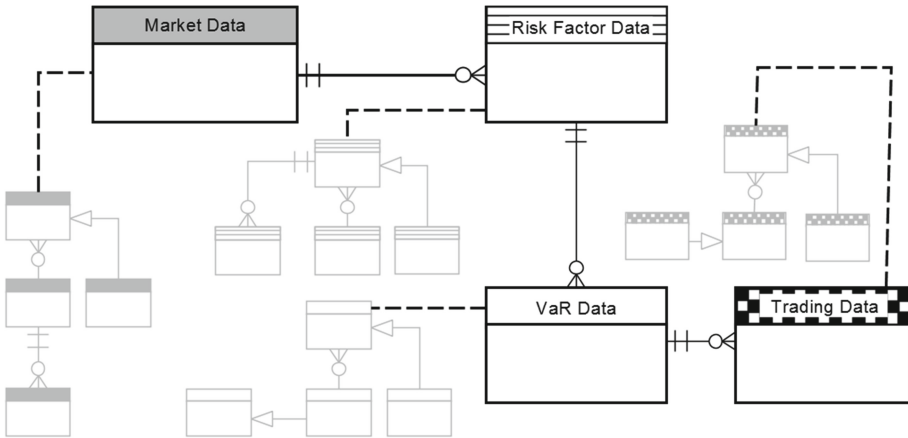 Market Data
Risk Factor Data
VaR Data
Trading Data